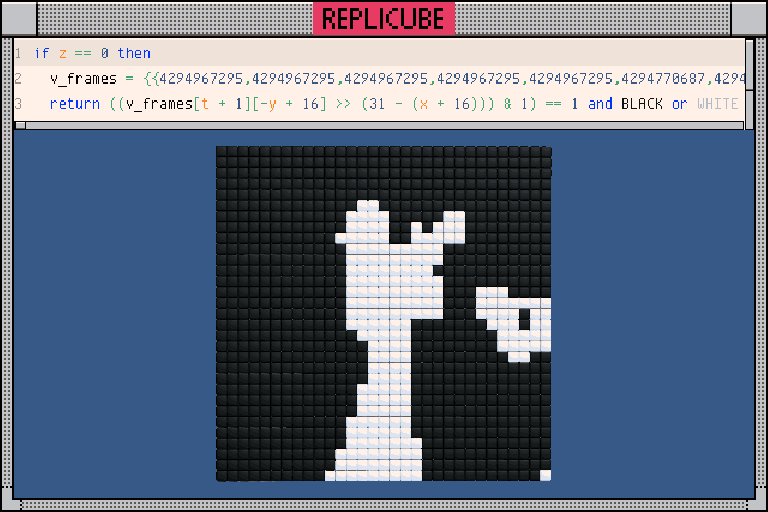 REPLICUBE
1 if z == 0 then
2 v_frames = {{4294967295,4294967295,4294967295,4294967295,4294967295,4294770687,4294
3 return ((v_frames[t + 1][-y + 16] >> (31 - (x + 16))) & 1) == 1 and BLACK or WHITE